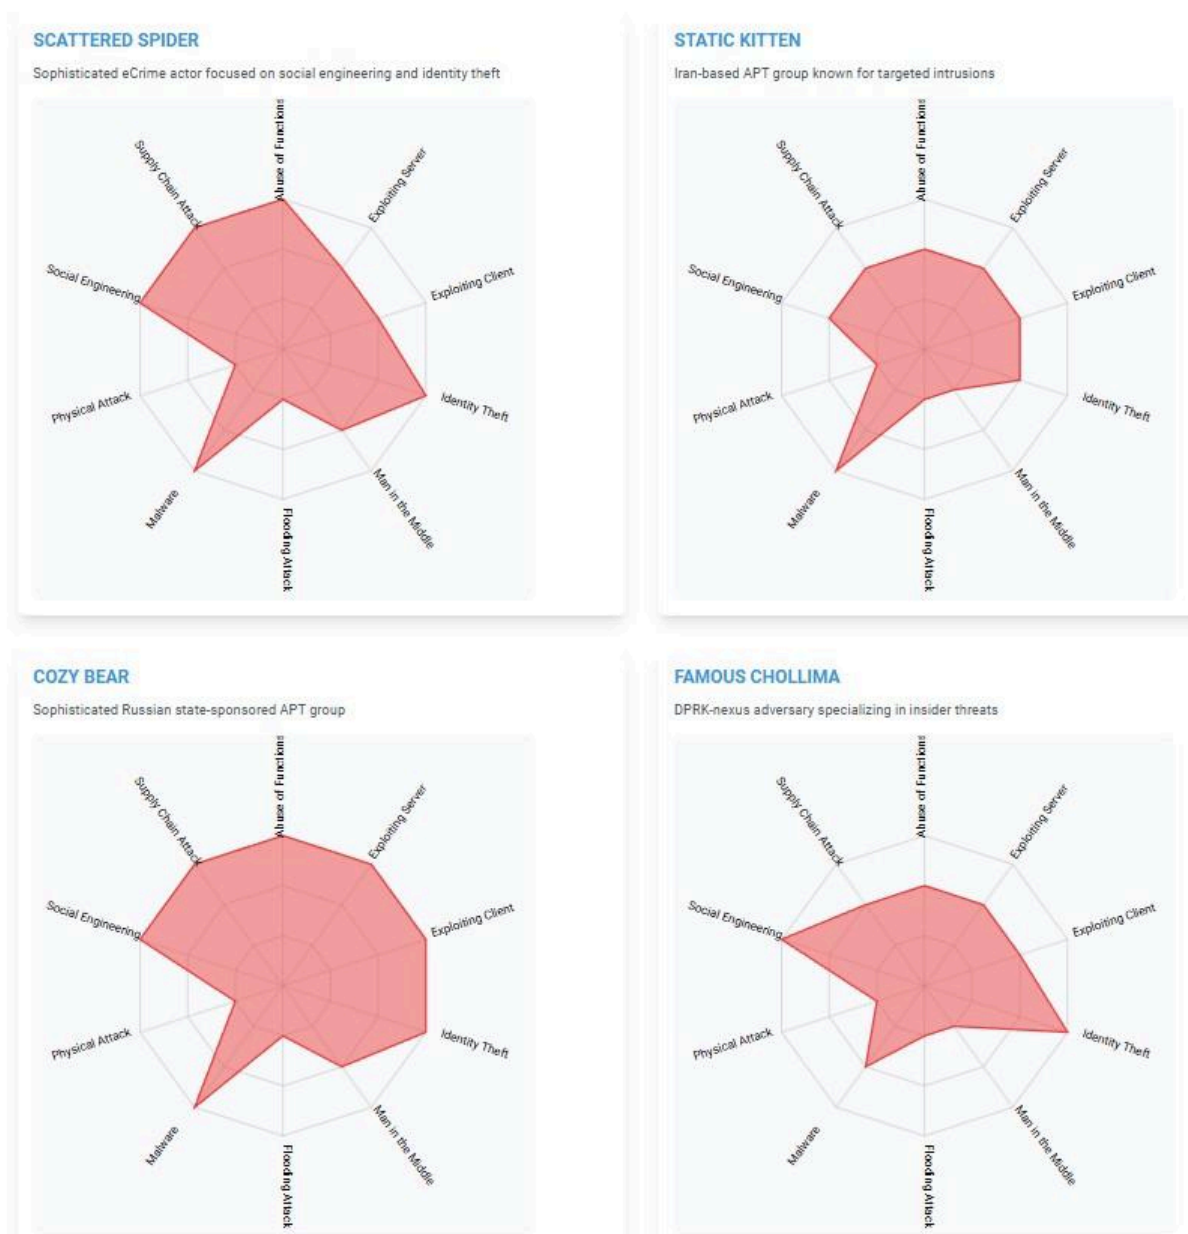 SCATTERED SPIDER
Sophisticated eCrime actor focused on social engineering and identity theft
Abuse of Functions
Exploiting Server
Exploiting Client
Identity Theft
Man in the Middle
Flooding Attack
Malware
Physical Attack
Social Engineering
Supply Chain Attack
STATIC KITTEN
Iran-based APT group known for targeted intrusions
Abuse of Functions
Exploiting Server
Exploiting Client
Identity Theft
Man in the Middle
Flooding Attack
Malware
Physical Attack
Social Engineering
Supply Chain Attack
COZY BEAR
Sophisticated Russian state-sponsored APT group
Abuse of Functions
Exploiting Server
Exploiting Client
Identity Theft
Man in the Middle
Flooding Attack
Malware
Physical Attack
Social Engineering
Supply Chain Attack
FAMOUS CHOLLIMA
DPRK-nexus adversary specializing in insider threats
Abuse of Functions
Exploiting Server
Exploiting Client
Identity Theft
Man in the Middle
Flooding Attack
Malware
Physical Attack
Social Engineering
Supply Chain Attack